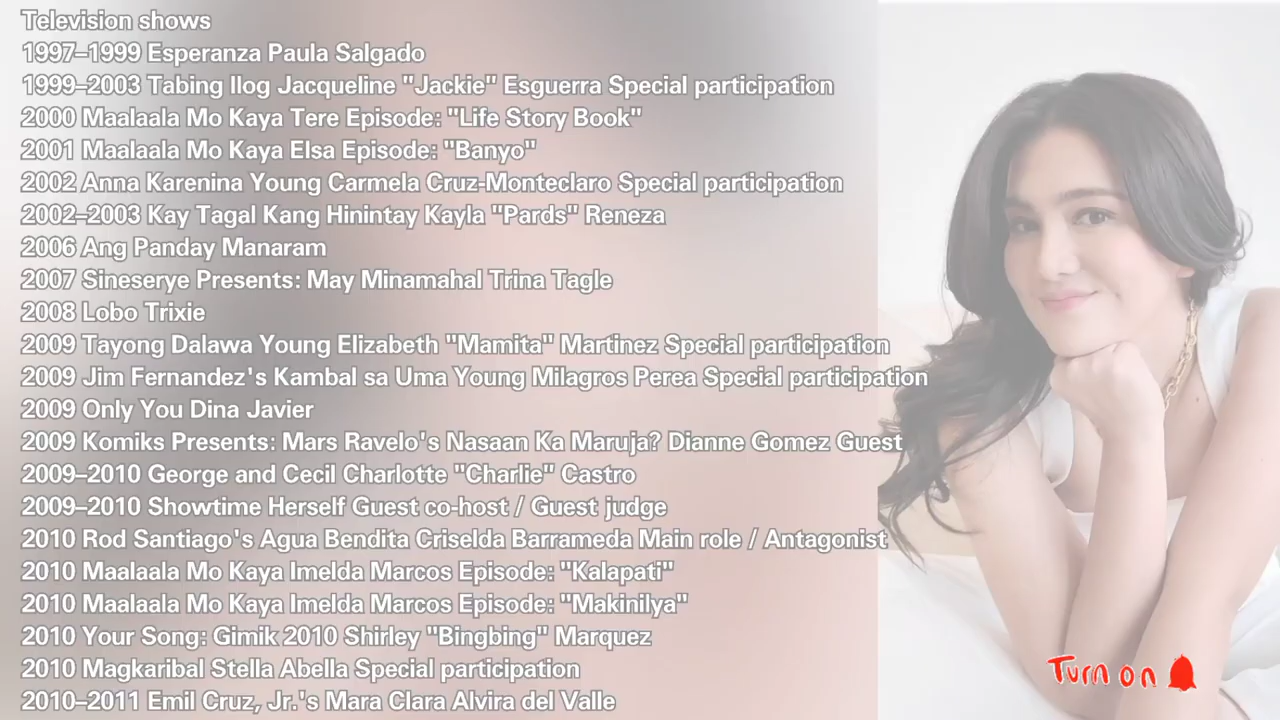 Television shows
1997–1999 Esperanza Paula Salgado
1999–2003 Tabing Ilog Jacqueline "Jackie" Esguerra Special participation
2000 Maalaala Mo Kaya Tere Episode: "Life Story Book"
2001 Maalaala Mo Kaya Elsa Episode: "Banyo"
2002 Anna Karenina Young Carmela Cruz-Monteclaro Special participation
2002–2003 Kay Tagal Kang Hinintay Kayla "Pards" Reneza
2006 Ang Panday Manaram
2007 Sineserye Presents: May Minamahal Trina Tagle
2008 Lobo Trixie
2009 Tayong Dalawa Young Elizabeth "Mamita" Martinez Special participation
2009 Jim Fernandez's Kambal sa Uma Young Milagros Perea Special participation
2009 Only You Dina Javier
2009 Komiks Presents: Mars Ravelo's Nasaan Ka Maruja? Dianne Gomez Guest
2009–2010 George and Cecil Charlotte "Charlie" Castro
2009–2010 Showtime Herself Guest co-host / Guest judge
2010 Rod Santiago's Agua Bendita Criselda Barrameda Main role / Antagonist
2010 Maalaala Mo Kaya Imelda Marcos Episode: "Kalapati"
2010 Maalaala Mo Kaya Imelda Marcos Episode: "Makinilya"
2010 Your Song: Gimik 2010 Shirley "Bingbing" Marquez
2010 Magkaribal Stella Abella Special participation
2010–2011 Emil Cruz, Jr.'s Mara Clara Alvira del Valle
Turn on